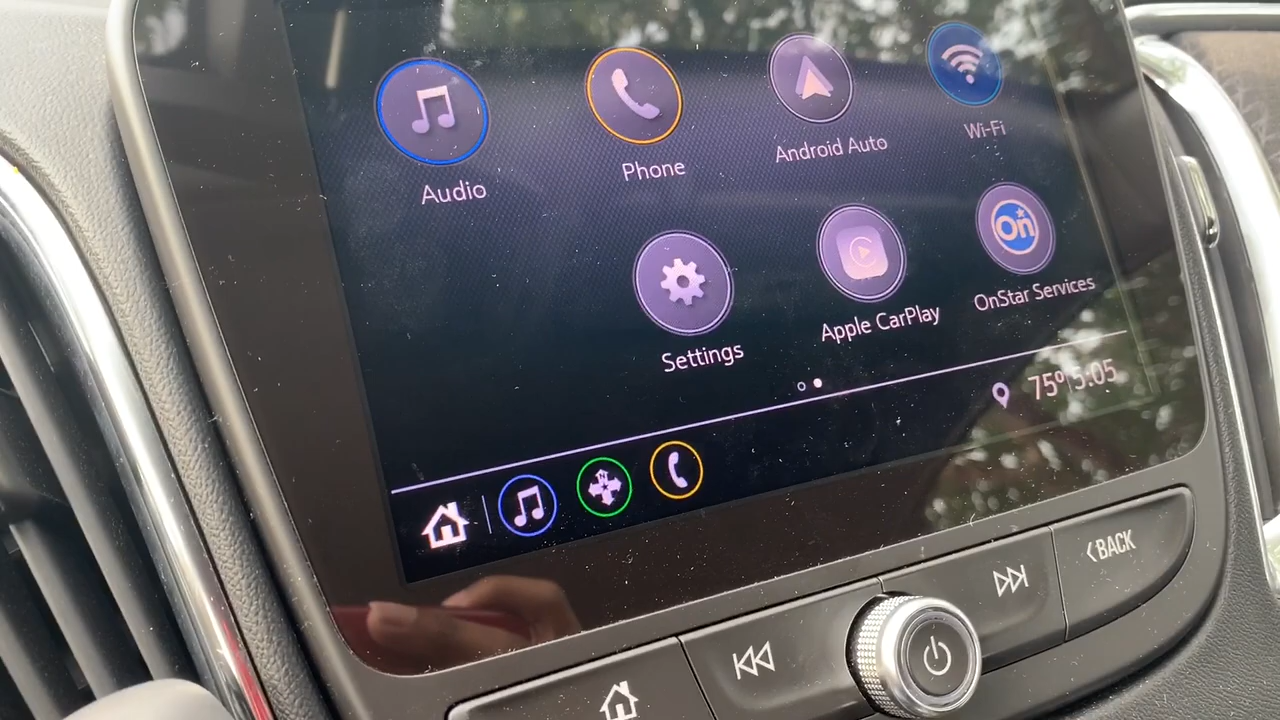 Audio
Phone
Android Auto
Wi-Fi
Settings
Apple CarPlay
On
OnStar Services
75° 5:05
BACK